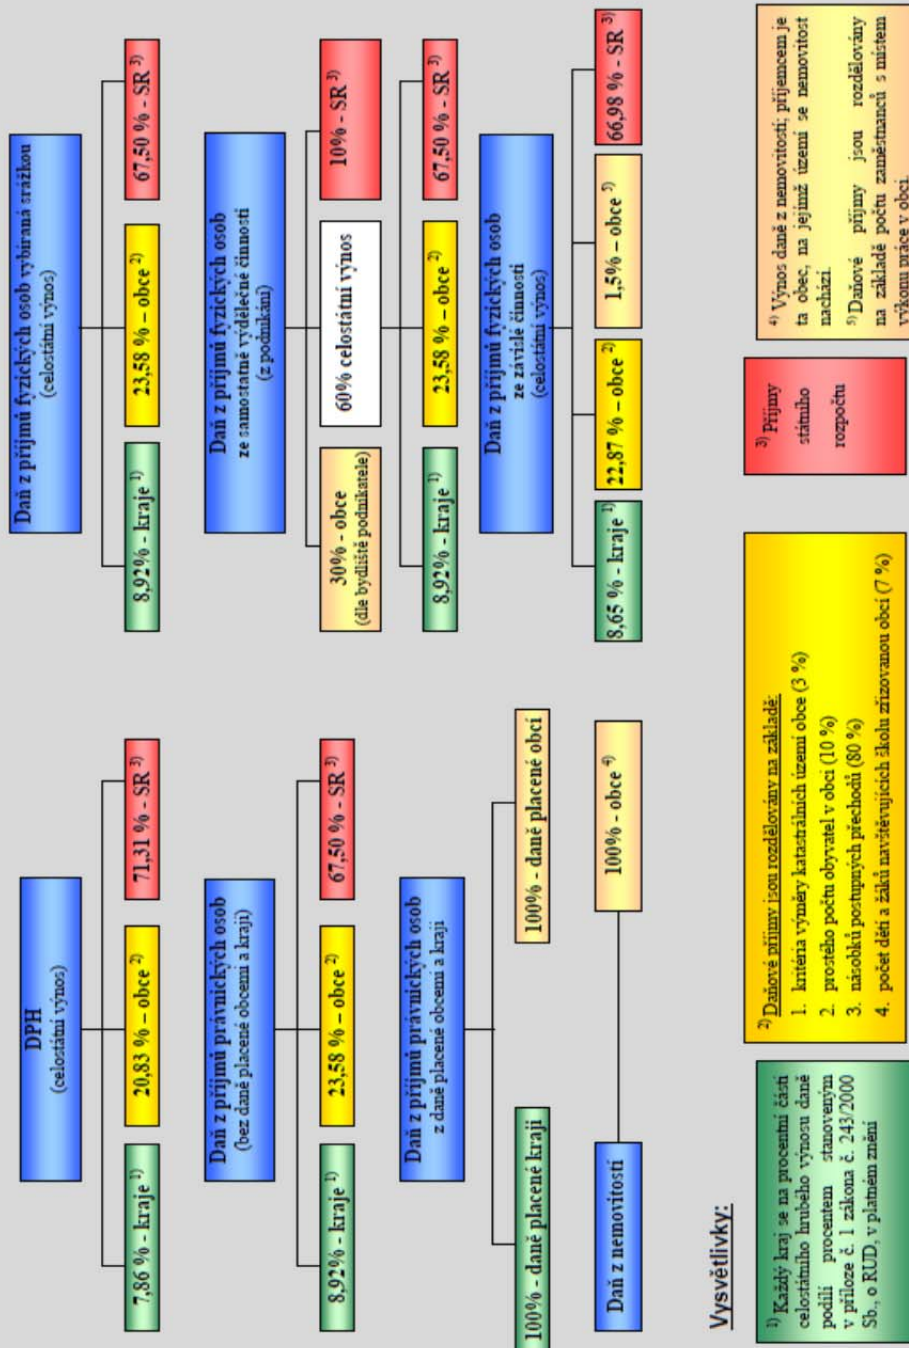 DPH
(celostátní výnos)
7,86 % - kraje 1)
20,83 % – obce 2)
71,31 % - SR 3)
Daň z příjmů právnických osob
(bez daně placené obcemi a kraji)
8,92% - kraje 1)
23,58 % – obce 2)
67,50 % - SR 3)
Daň z příjmů právnických osob
z daně placené obcemi a kraji
100% - daně placené kraji
100% - daně placené obcí
Daň z nemovitostí
100% - obce 4)
Daň z příjmů fyzických osob vybíraná srážkou
(celostátní výnos)
8,92% - kraje 1)
23,58 % – obce 2)
67,50 % - SR 3)
Daň z příjmů fyzických osob
ze samostatně výdělečné činnosti
(z podnikání)
30% - obce
(dle bydliště podnikatele)
60% celostátní výnos
10% - SR 3)
8,92% - kraje 1)
23,58 % – obce 2)
67,50 % - SR 3)
Daň z příjmů fyzických osob
ze závislé činnosti
(celostátní výnos)
8,65 % - kraje 1)
22,87 % – obce 2)
1,5% – obce 5)
66,98 % - SR 3)
Vysvětlivky:
1) Každý kraj se na procentní části
celostátního hrubého výnosu daně
podílí procentem stanoveným
v příloze č. 1 zákona č. 243/2000
Sb., o RUD, v platném znění
2) Daňové příjmy jsou rozdělovány na základě:
1. kritéria výměry katastrálních území obce (3 %)
2. prostého počtu obyvatel v obci (10 %)
3. násobků postupných přechodů (80 %)
4. počet dětí a žáků navštěvujících školu zřizovanou obcí (7 %)
3) Příjmy
státního
rozpočtu
4) Výnos daně z nemovitostí; příjemcem je
ta obec, na jejímž území se nemovitost
nachází.
5) Daňové příjmy jsou rozdělovány
na základě počtu zaměstnanců s místem
výkonu práce v obci.